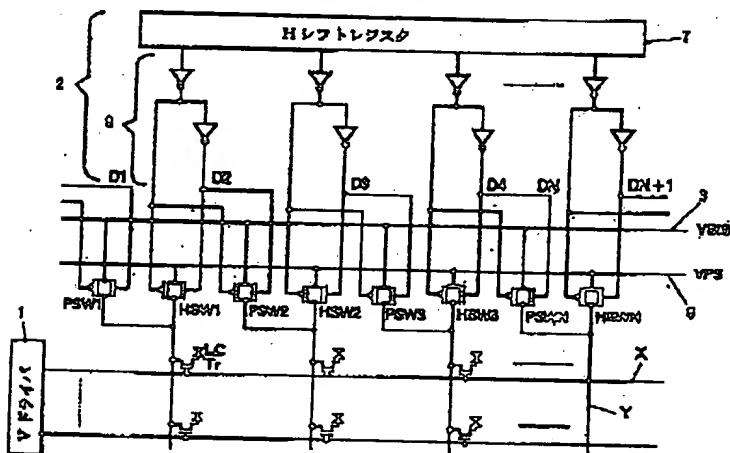 Hシフトレジスタ
7
2
8
D1
D2
D3
D4
DN
DN+1
3
VSIG
VPS
9
PSW1
HSW1
PSW2
HSW2
PSW3
HSW3
PSWN
HSWN
1
LC
Tr
X
Vドライバ
Y